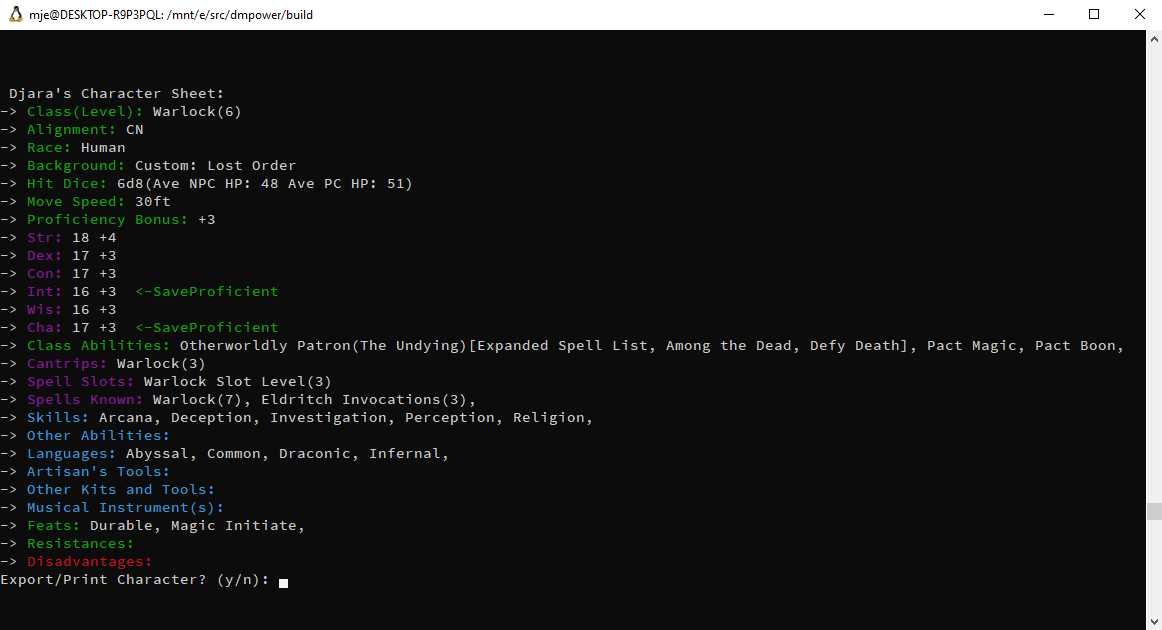 mje@DESKTOP-R9P3PQL: /mnt/e/src/dmpower/build
Djara's Character Sheet:
-> Class(Level): Warlock(6)
-> Alignment: CN
-> Race: Human
-> Background: Custom: Lost Order
-> Hit Dice: 6d8(Ave NPC HP: 48 Ave PC HP: 51)
-> Move Speed: 30ft
-> Proficiency Bonus: +3
-> Str: 18 +4
-> Dex: 17 +3
-> Con: 17 +3
-> Int: 16 +3  <-SaveProficient
-> Wis: 16 +3
-> Cha: 17 +3  <-SaveProficient
-> Class Abilities: Otherworldly Patron(The Undying)[Expanded Spell List, Among the Dead, Defy Death], Pact Magic, Pact Boon,
-> Cantrips: Warlock(3)
-> Spell Slots: Warlock Slot Level(3)
-> Spells Known: Warlock(7), Eldritch Invocations(3),
-> Skills: Arcana, Deception, Investigation, Perception, Religion,
-> Other Abilities:
-> Languages: Abyssal, Common, Draconic, Infernal,
-> Artisan's Tools:
-> Other Kits and Tools:
-> Musical Instrument(s):
-> Feats: Durable, Magic Initiate,
-> Resistances:
-> Disadvantages:
Export/Print Character? (y/n):